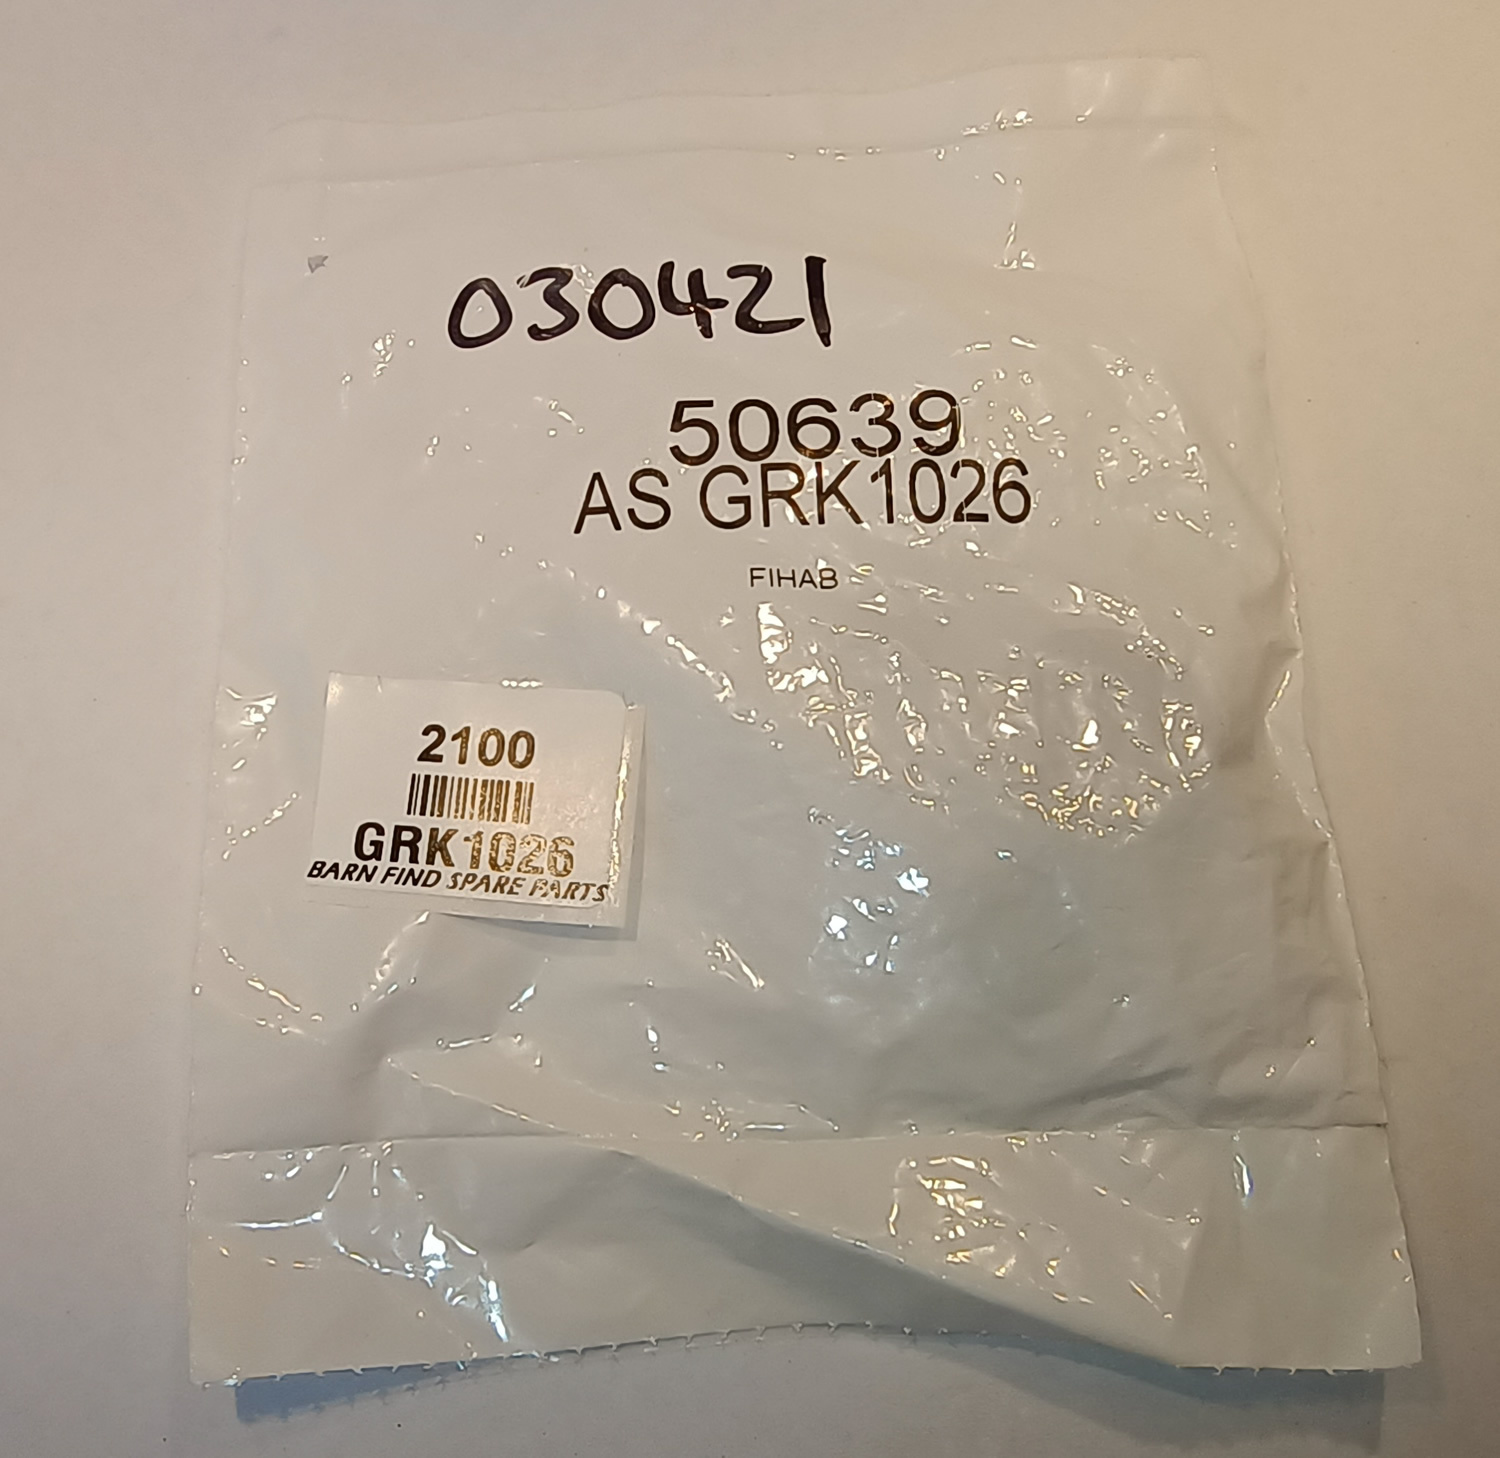 030421
50639
AS GRK1026
FIHAB
2100
GRK1026
BARN FIND SPARE PARTS